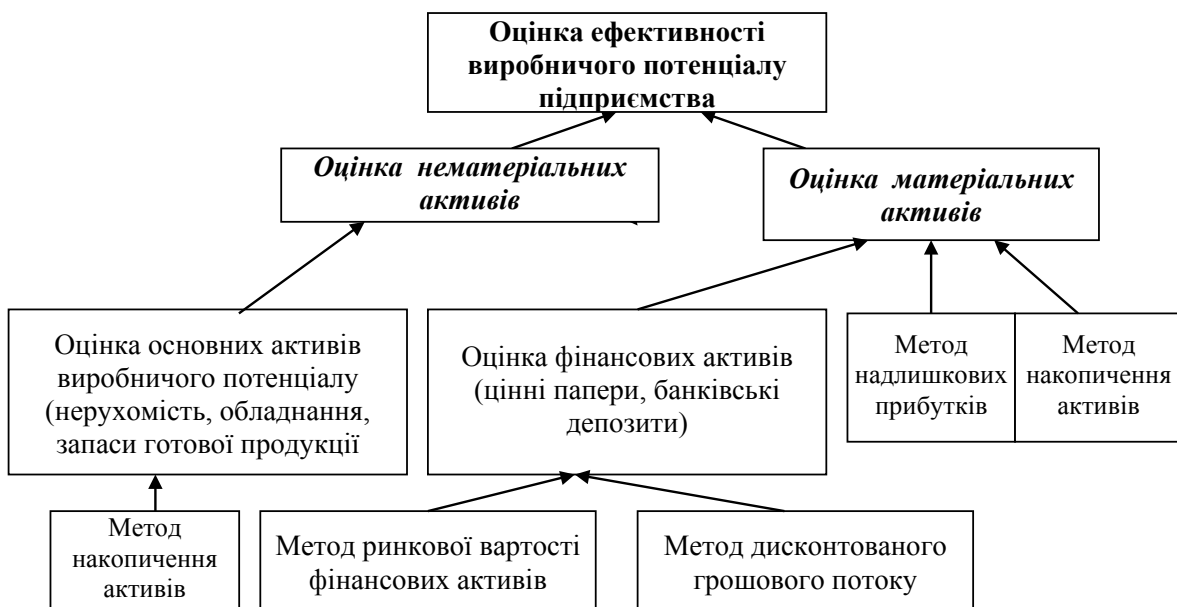 Оцінка ефективності
виробничого потенціалу
підприємства
Оцінка нематеріальних
активів
Оцінка матеріальних
активів
Оцінка основних активів
виробничого потенціалу
(нерухомість, обладнання,
запаси готової продукції
Оцінка фінансових активів
(цінні папери, банківські
депозити)
Метод
надлишкових
прибутків
Метод
накопичення
активів
Метод
накопичення
активів
Метод ринкової вартості
фінансових активів
Метод дисконтованого
грошового потоку